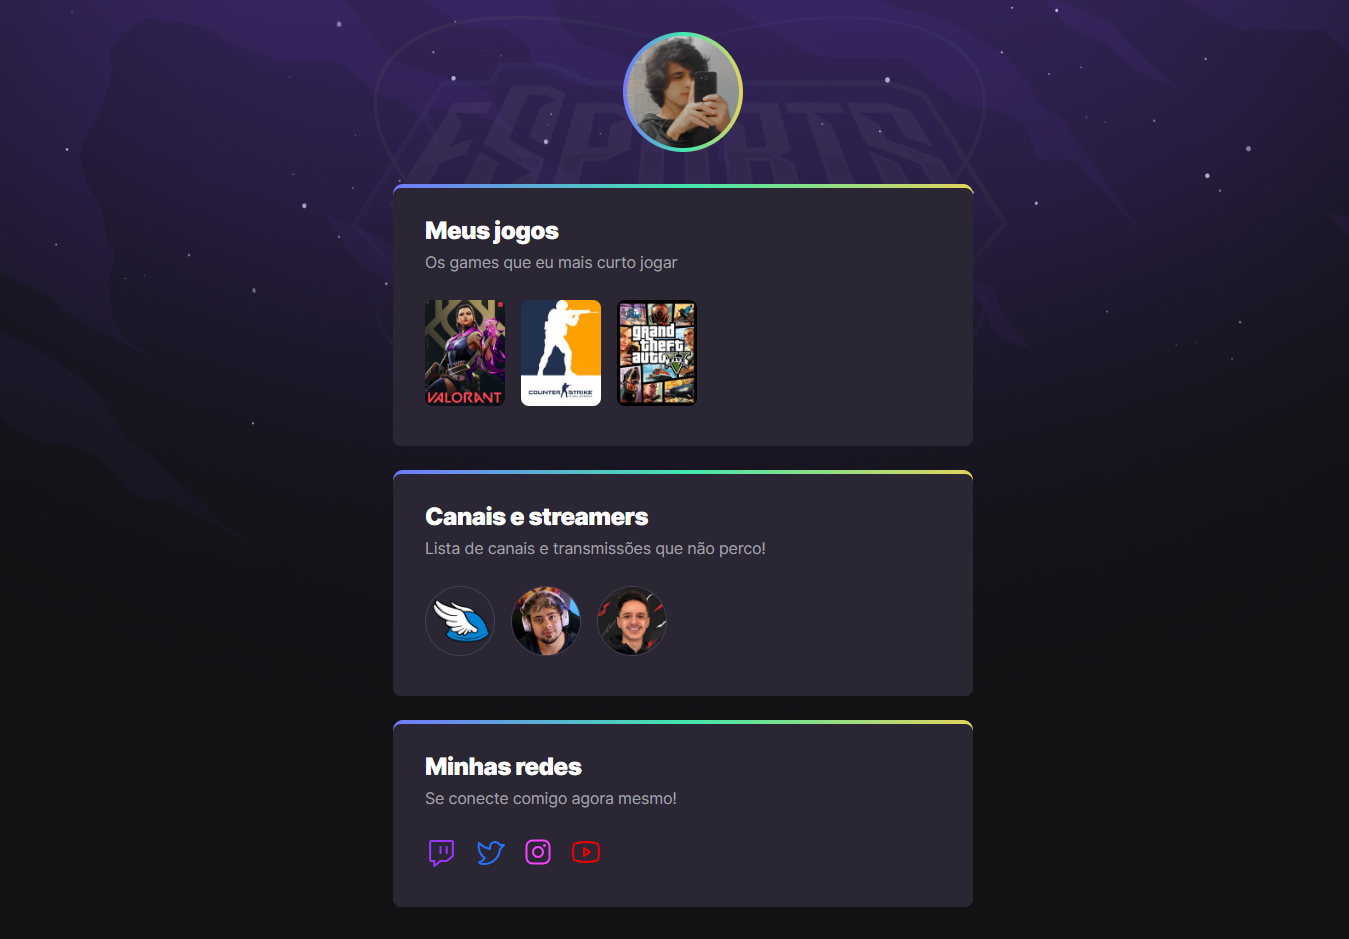 ESPORTS
Meus jogos
Os games que eu mais curto jogar
VALORANT
COUNTER STRIKE
grand
theft
auto
V
Canais e streamers
Lista de canais e transmissões que não perco!
Minhas redes
Se conecte comigo agora mesmo!